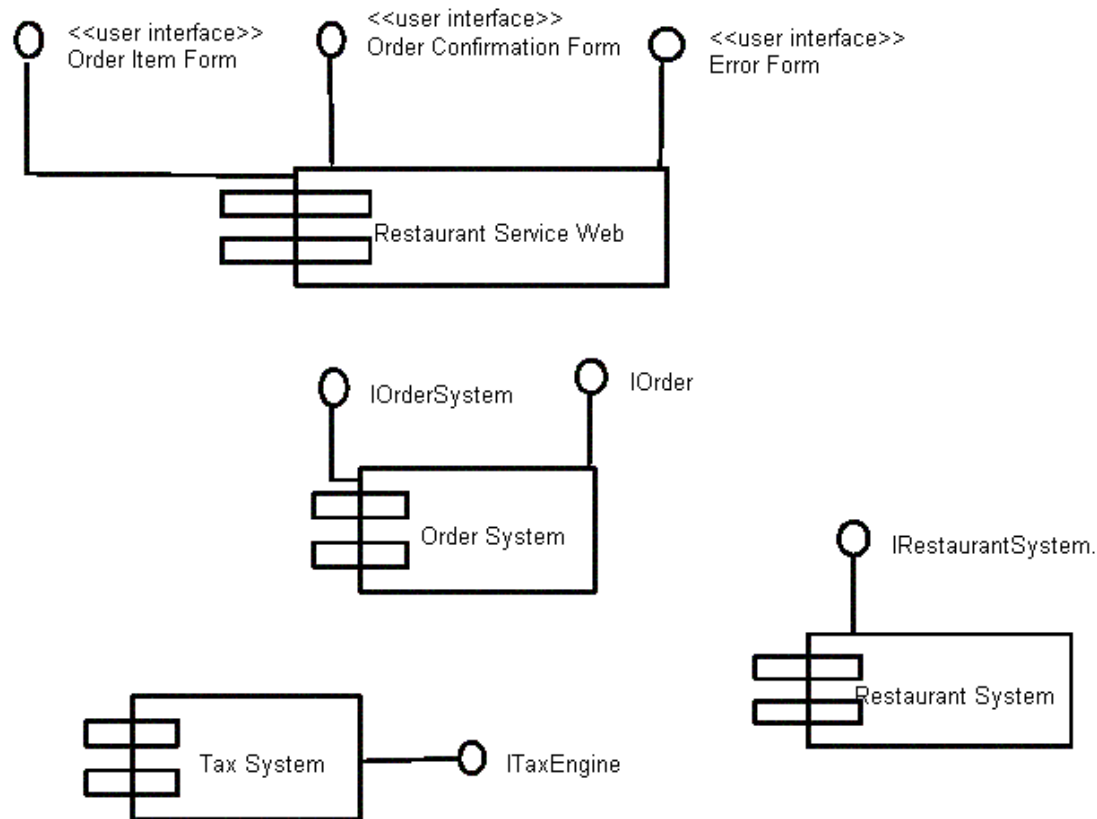 <<user interface>>
Order Item Form
<<user interface>>
Order Confirmation Form
<<user interface>>
Error Form
Restaurant Service Web
IOrderSystem
IOrder
Order System
IRestaurantSystem.
Restaurant System
Tax System
ITaxEngine